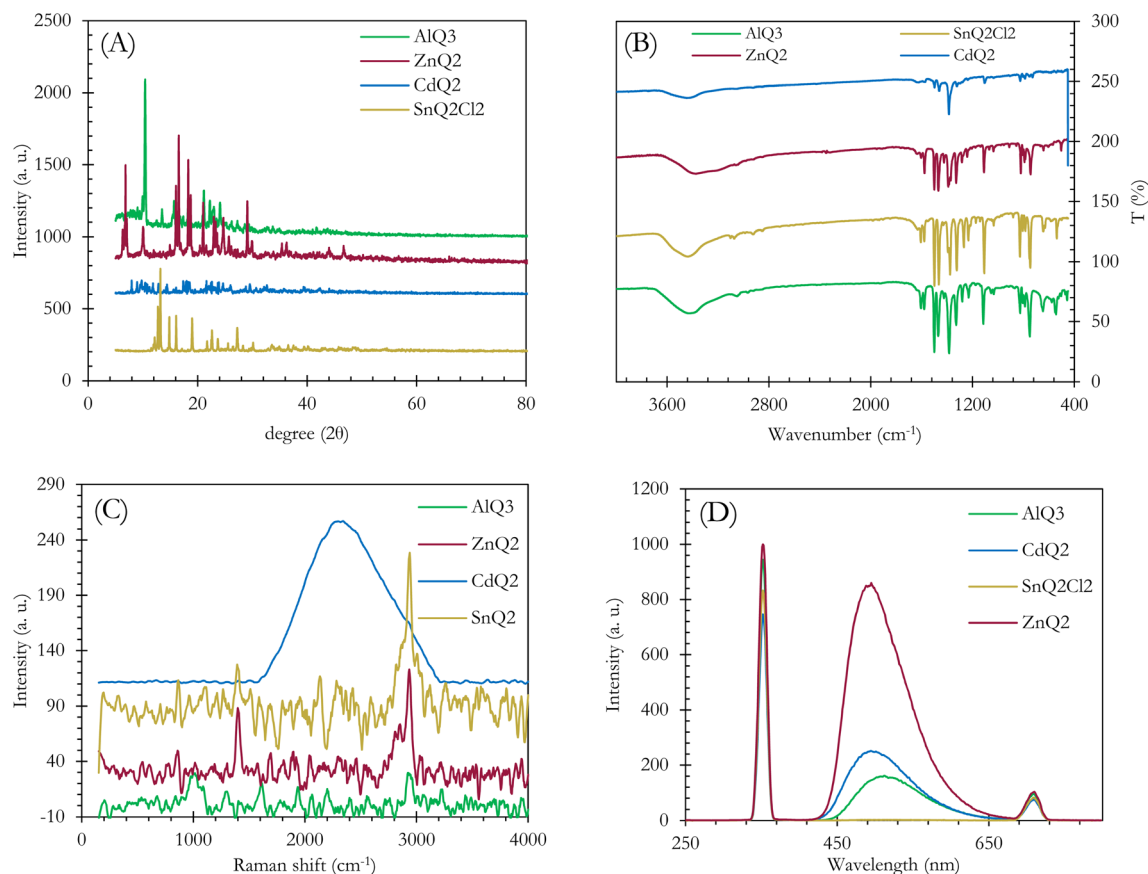 (A)
AlQ3
ZnQ2
CdQ2
SnQ2Cl2
Intensity (a. u.)
2500
2000
1500
1000
500
0
0 20 40 60 80
degree (2θ)
(B)
AlQ3 SnQ2Cl2
ZnQ2 CdQ2
300
250
200
150
100
50
0
T (%)
3600 2800 2000 1200 400
Wavenumber (cm-1)
(C)
AlQ3
ZnQ2
CdQ2
SnQ2
Intensity (a. u.)
290
240
190
140
90
40
-10
0 1000 2000 3000 4000
Raman shift (cm-1)
(D)
AlQ3
CdQ2
SnQ2Cl2
ZnQ2
Intensity (a. u.)
1200
1000
800
600
400
200
0
250 450 650
Wavelength (nm)